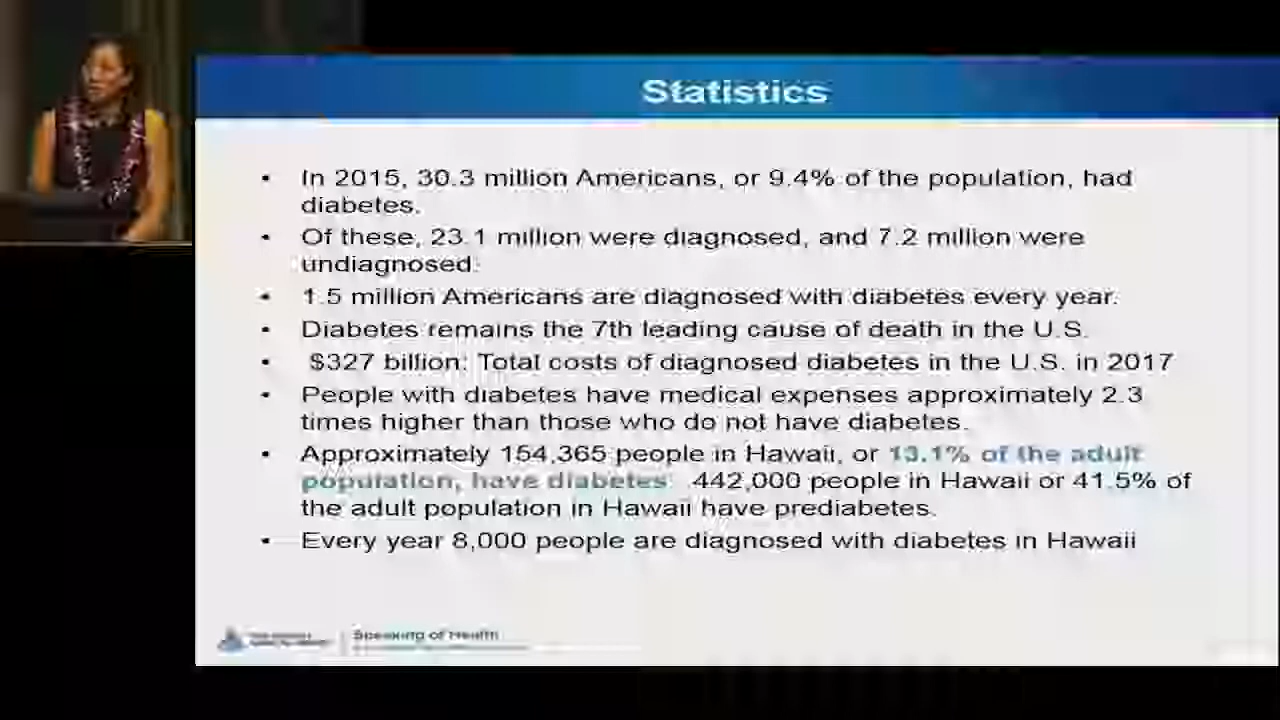 Statistics
• In 2015, 30.3 million Americans, or 9.4% of the population, had
diabetes.
• Of these, 23.1 million were diagnosed, and 7.2 million were
undiagnosed.
• 1.5 million Americans are diagnosed with diabetes every year.
• Diabetes remains the 7th leading cause of death in the U.S.
• $327 billion: Total costs of diagnosed diabetes in the U.S. in 2017
• People with diabetes have medical expenses approximately 2.3
times higher than those who do not have diabetes.
• Approximately 154,365 people in Hawaii, or 13.1% of the adult
population, have diabetes. 442,000 people in Hawaii or 41.5% of
the adult population in Hawaii have prediabetes.
• Every year 8,000 people are diagnosed with diabetes in Hawaii
Speaking of Health